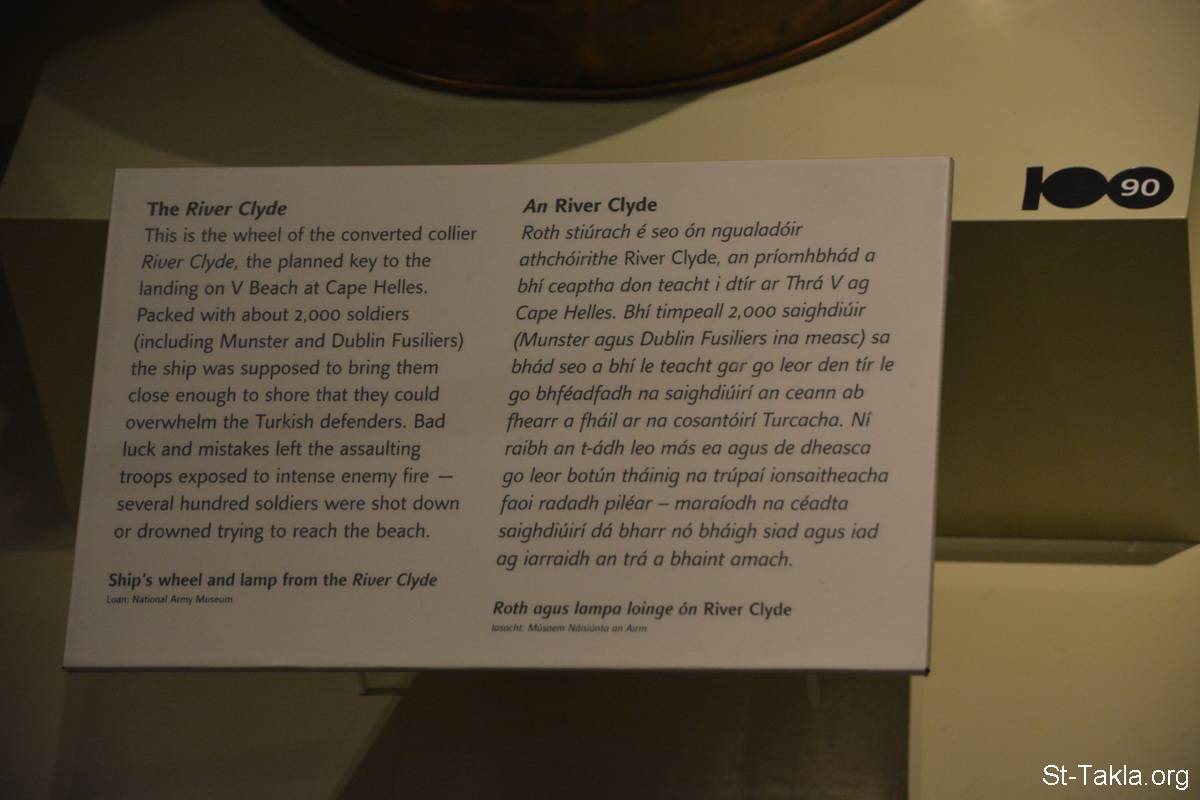 The River Clyde
This is the wheel of the converted collier
River Clyde, the planned key to the
landing on V Beach at Cape Helles.
Packed with about 2,000 soldiers
(including Munster and Dublin Fusiliers)
the ship was supposed to bring them
close enough to shore that they could
overwhelm the Turkish defenders. Bad
luck and mistakes left the assaulting
troops exposed to intense enemy fire —
several hundred soldiers were shot down
or drowned trying to reach the beach.
Ship's wheel and lamp from the River Clyde
Loan: National Army Museum
An River Clyde
Roth stiúrach é seo ón ngualadóir
athchóirithe River Clyde, an príomhbhád a
bhí ceaptha don teacht i dtír ar Thrá V ag
Cape Helles. Bhí timpeall 2,000 saighdiúir
(Munster agus Dublin Fusiliers ina measc) sa
bhád seo a bhí le teacht gar go leor den tír le
go bhféadfadh na saighdiúirí an ceann ab
fhearr a fháil ar na cosantóirí Turcacha. Ní
raibh an t-ádh leo más ea agus de dheasca
go leor botún tháinig na trúpaí ionsaitheacha
faoi radadh piléar – maraíodh na céadta
saighdiúirí dá bharr nó bháigh siad agus iad
ag iarraidh an trá a bhaint amach.
Roth agus lampa loinge ón River Clyde
Iasacht: Músaem Náisiúnta an Airm
100 90
St-Takla.org